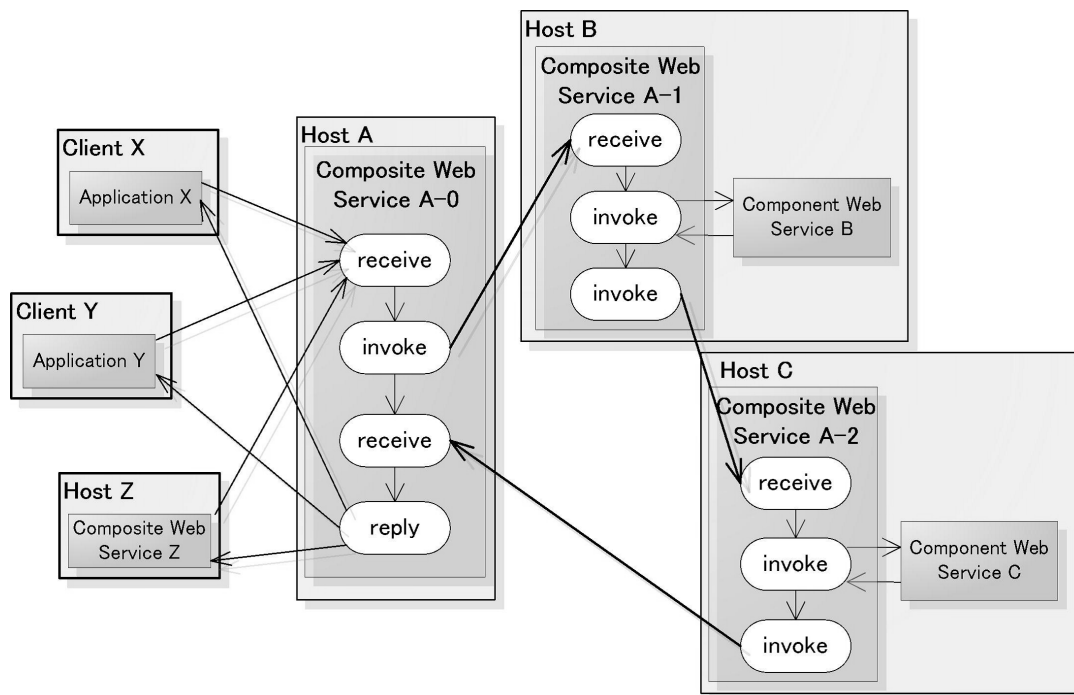 Client X
Application X
Client Y
Application Y
Host Z
Composite Web
Service Z
Host A
Composite Web
Service A-0
receive
invoke
receive
reply
Host B
Composite Web
Service A-1
receive
invoke
invoke
Component Web
Service B
Host C
Composite Web
Service A-2
receive
invoke
invoke
Component Web
Service C